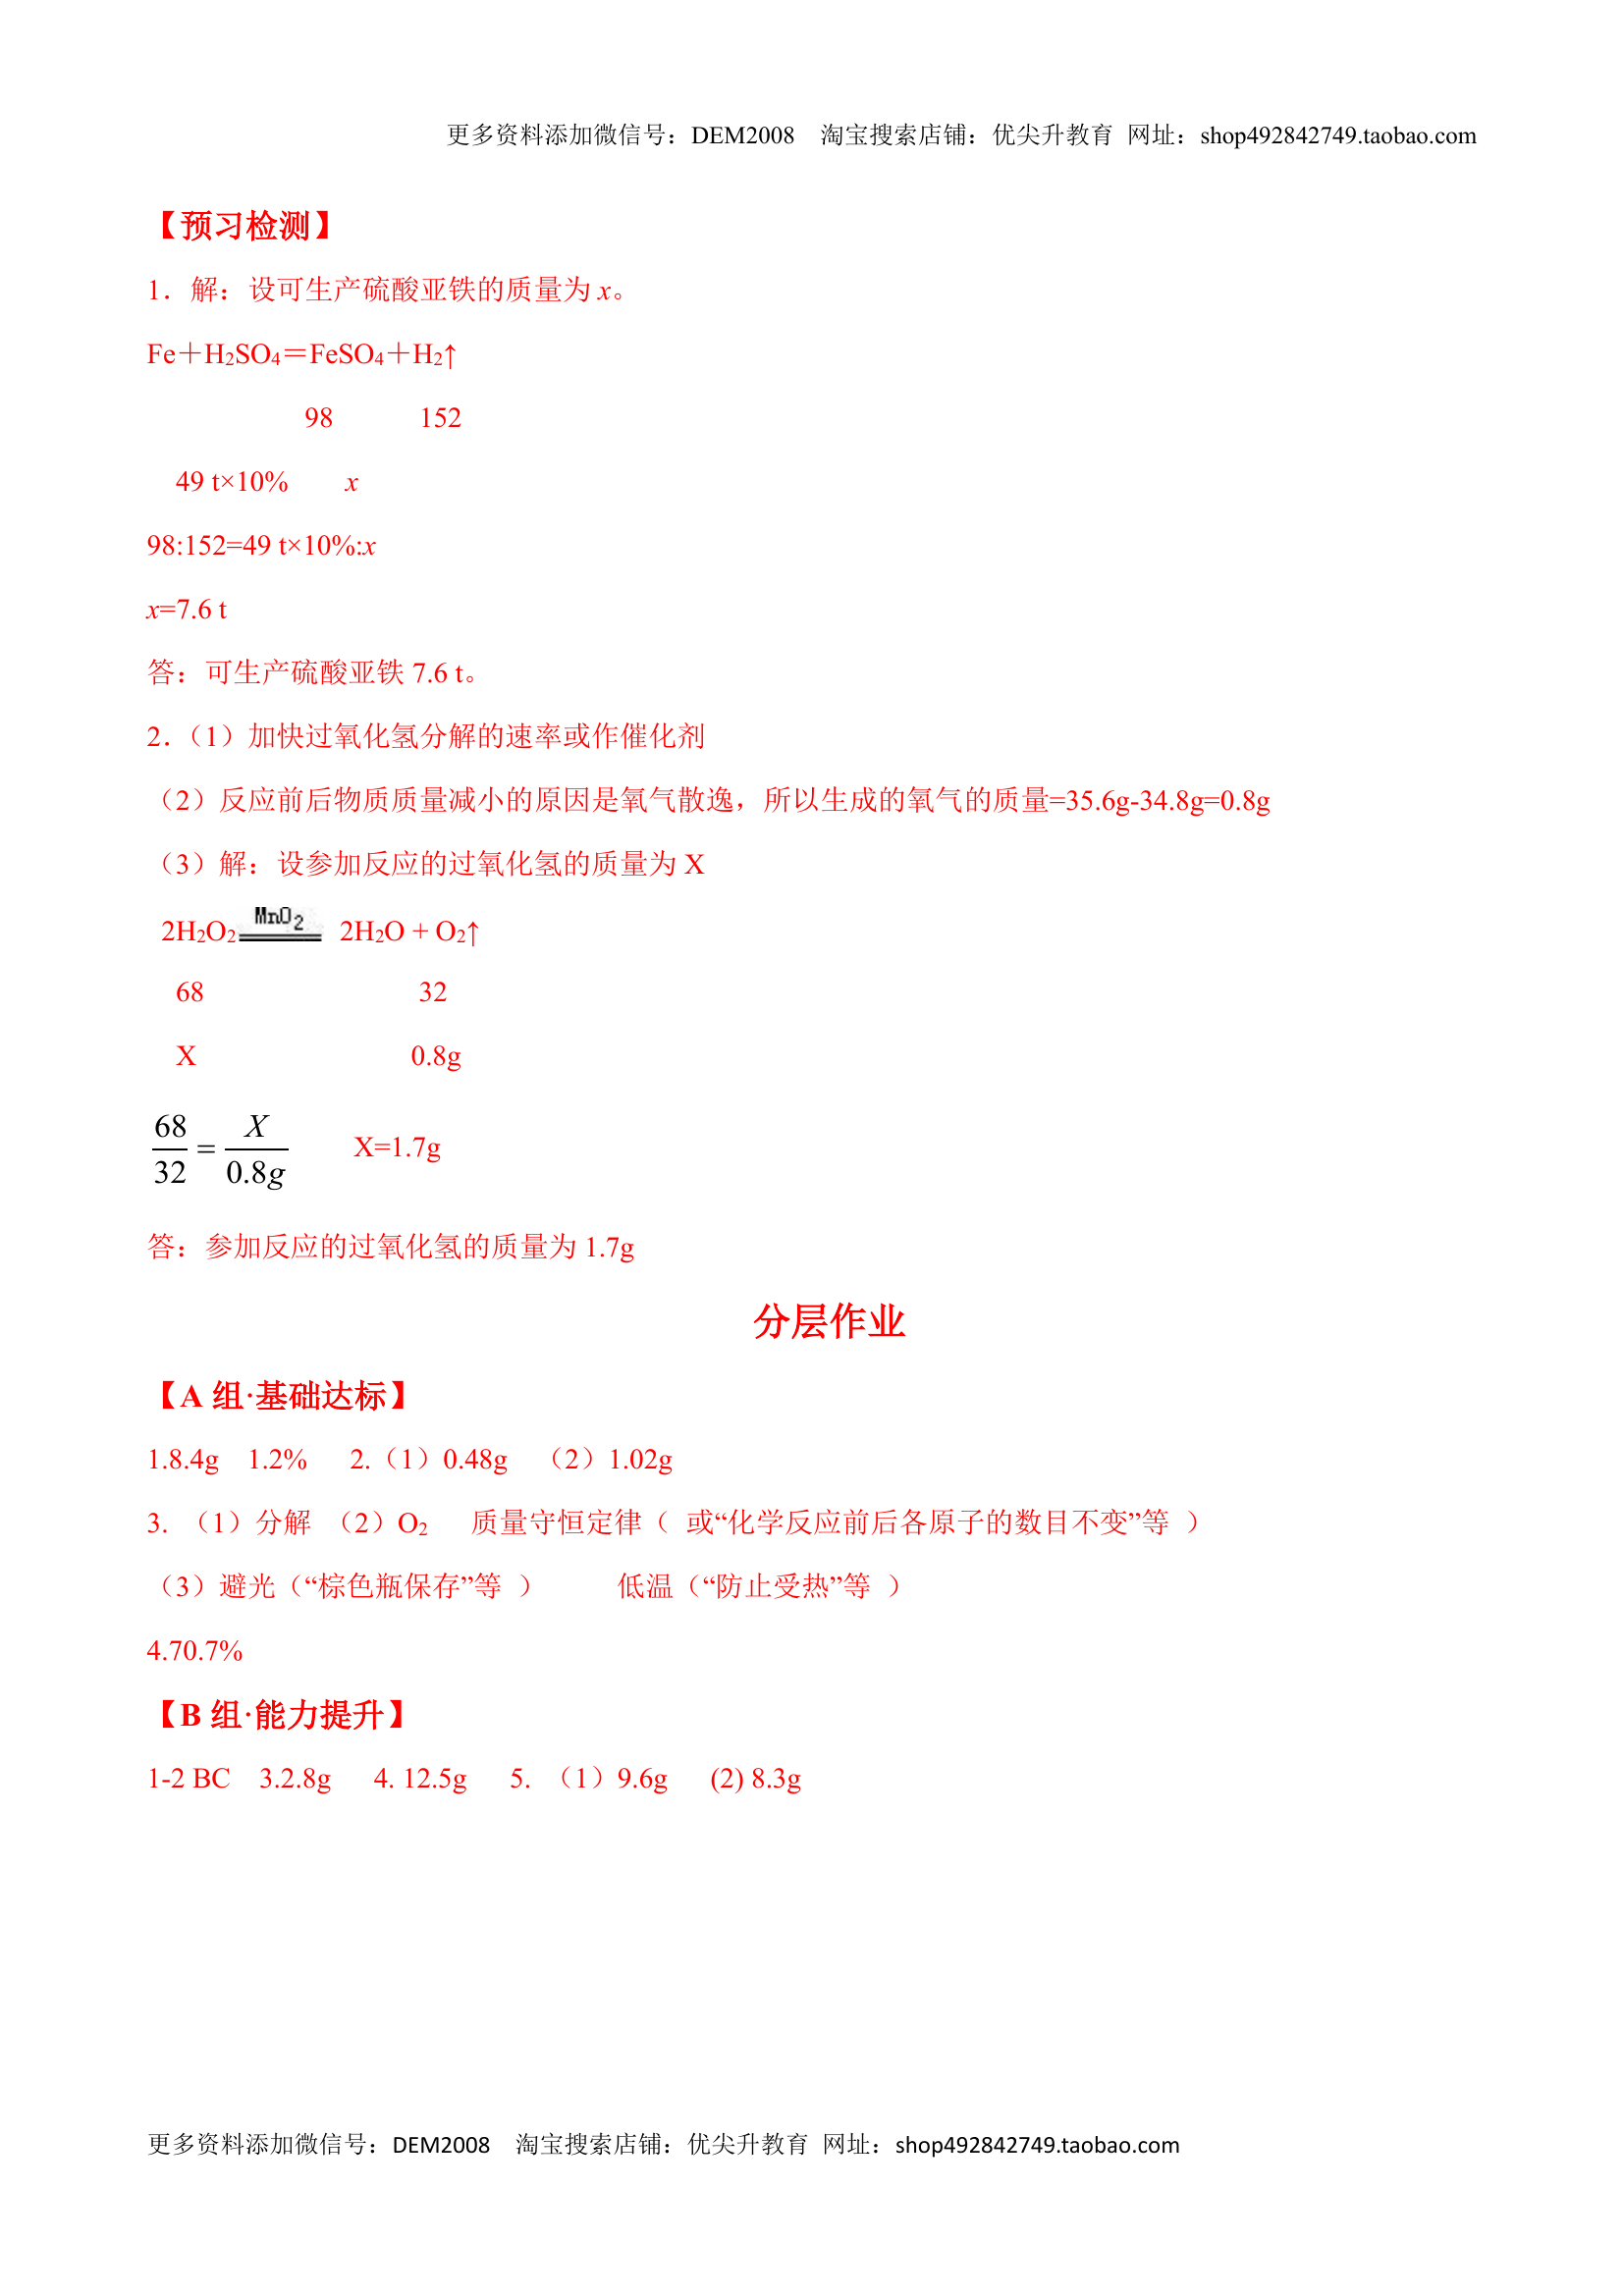 更多资料添加微信号：DEM2008 淘宝搜索店铺：优尖升教育 网址：shop492842749.taobao.com
【预习检测】
1．解：设可生产硫酸亚铁的质量为 x。
Fe＋H₂SO₄＝FeSO₄＋H₂↑
98 152
49 t×10% x
98:152=49 t×10%:x
x=7.6 t
答：可生产硫酸亚铁 7.6 t。
2．（1）加快过氧化氢分解的速率或作催化剂
（2）反应前后物质质量减小的原因是氧气散逸，所以生成的氧气的质量=35.6g-34.8g=0.8g
（3）解：设参加反应的过氧化氢的质量为 X
2H₂O₂ MnO₂ 2H₂O + O₂↑
68 32
X 0.8g
68/32 = X/0.8g X=1.7g
答：参加反应的过氧化氢的质量为 1.7g
分层作业
【A 组·基础达标】
1.8.4g 1.2% 2.（1）0.48g （2）1.02g
3. （1）分解 （2）O₂ 质量守恒定律（ 或“化学反应前后各原子的数目不变”等 ）
（3）避光（“棕色瓶保存”等 ） 低温（“防止受热”等 ）
4.70.7%
【B 组·能力提升】
1-2 BC 3.2.8g 4. 12.5g 5. （1）9.6g (2) 8.3g
更多资料添加微信号：DEM2008 淘宝搜索店铺：优尖升教育 网址：shop492842749.taobao.com